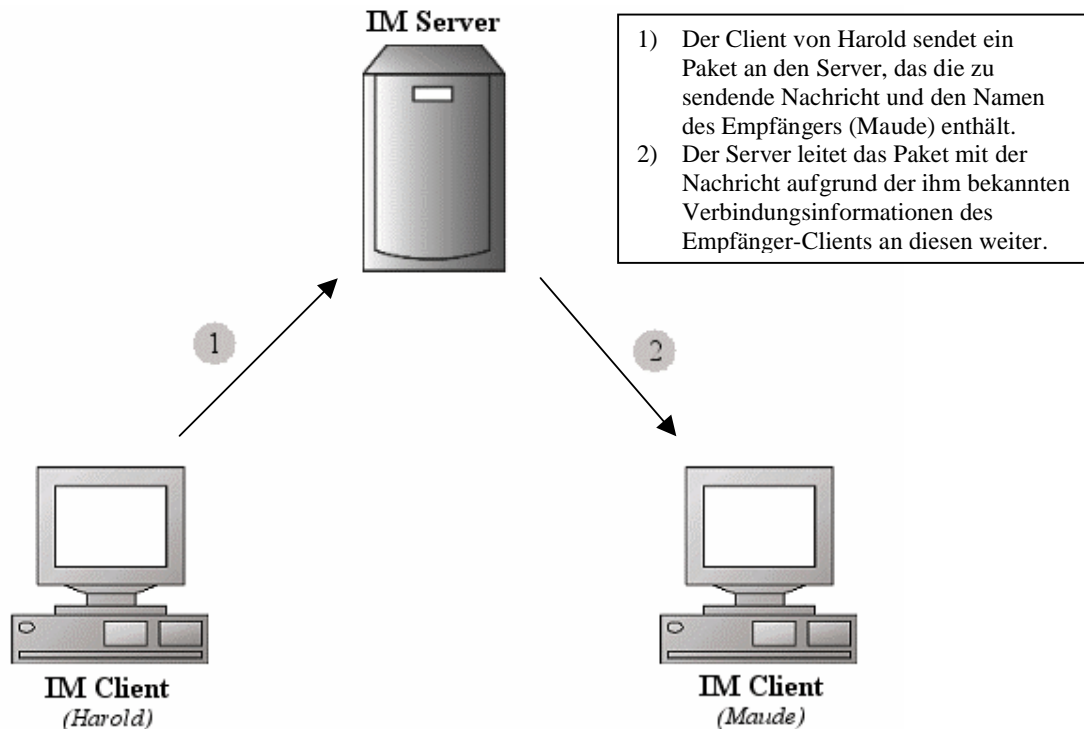 IM Server
1) Der Client von Harold sendet ein
Paket an den Server, das die zu
sendende Nachricht und den Namen
des Empfängers (Maude) enthält.
2) Der Server leitet das Paket mit der
Nachricht aufgrund der ihm bekannten
Verbindungsinformationen des
Empfänger-Clients an diesen weiter.
1
2
IM Client
(Harold)
IM Client
(Maude)